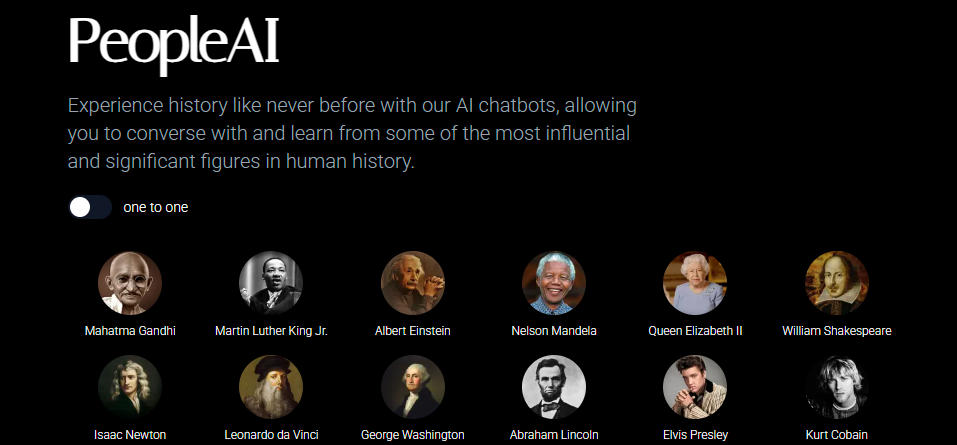 PeopleAI
Experience history like never before with our AI chatbots, allowing
you to converse with and learn from some of the most influential
and significant figures in human history.
one to one
Mahatma Gandhi
Martin Luther King Jr.
Albert Einstein
Nelson Mandela
Queen Elizabeth II
William Shakespeare
Isaac Newton
Leonardo da Vinci
George Washington
Abraham Lincoln
Elvis Presley
Kurt Cobain